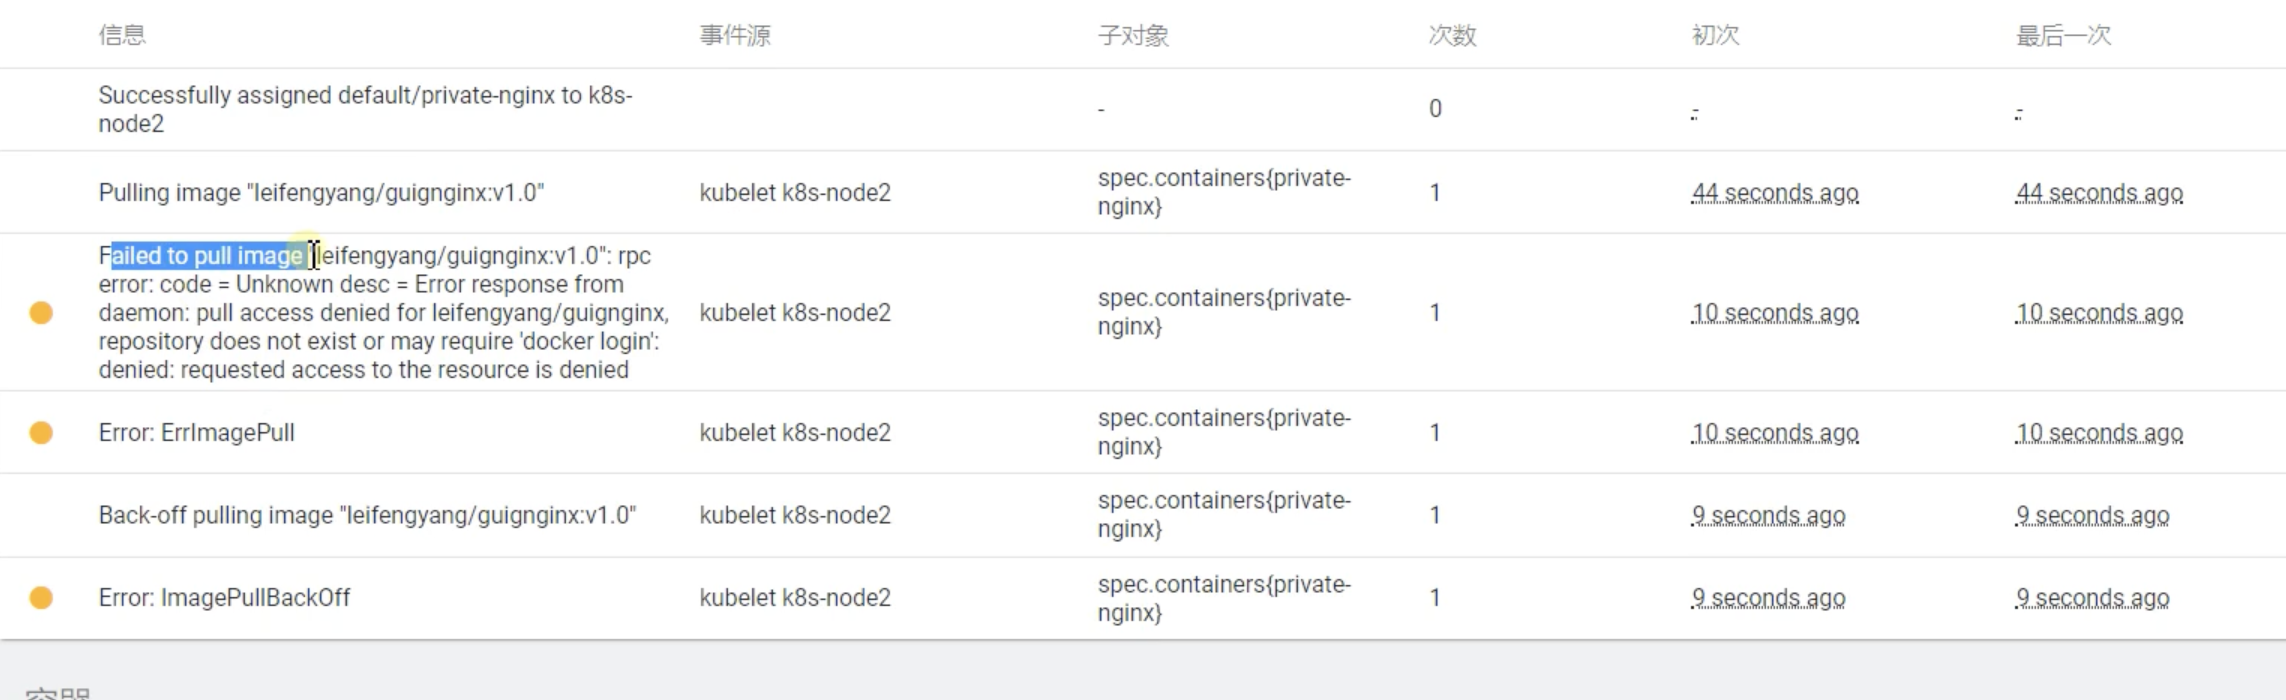 信息 事件源 子对象 次数 初次 最后一次
Successfully assigned default/private-nginx to k8s-
node2
- 0 - -
Pulling image "leifengyang/guignginx:v1.0"
kubelet k8s-node2
spec.containers{private-
nginx}
1
44 seconds ago
44 seconds ago
Failed to pull image "leifengyang/guignginx:v1.0": rpc
error: code = Unknown desc = Error response from
daemon: pull access denied for leifengyang/guignginx,
repository does not exist or may require 'docker login':
denied: requested access to the resource is denied
kubelet k8s-node2
spec.containers{private-
nginx}
1
10 seconds ago
10 seconds ago
Error: ErrImagePull
kubelet k8s-node2
spec.containers{private-
nginx}
1
10 seconds ago
10 seconds ago
Back-off pulling image "leifengyang/guignginx:v1.0"
kubelet k8s-node2
spec.containers{private-
nginx}
1
9 seconds ago
9 seconds ago
Error: ImagePullBackOff
kubelet k8s-node2
spec.containers{private-
nginx}
1
9 seconds ago
9 seconds ago